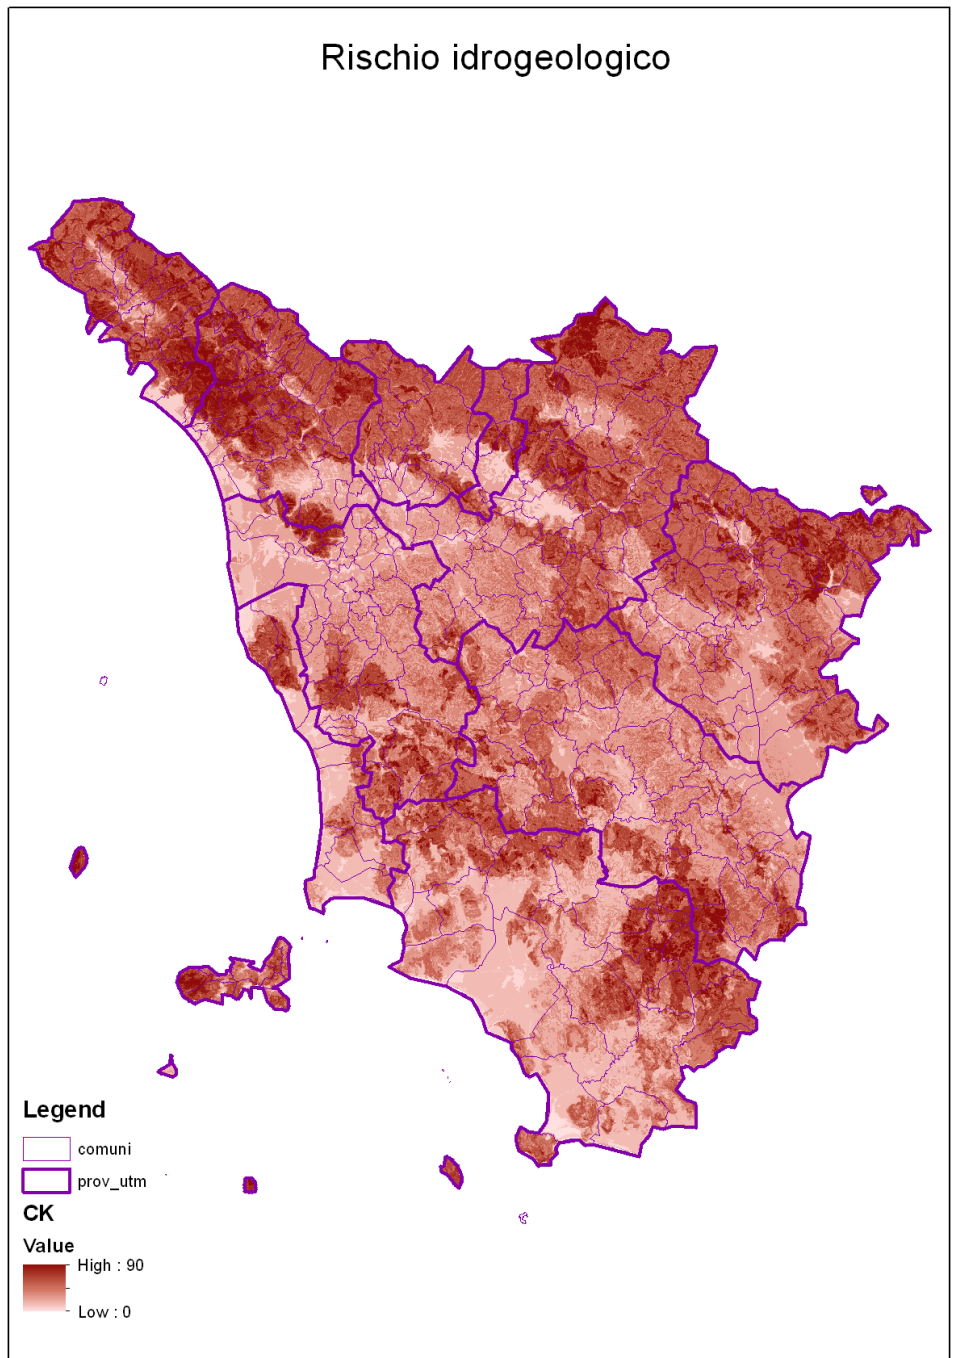 Rischio idrogeologico
Legend
comuni
prov_utm
CK
Value
High : 90
Low : 0